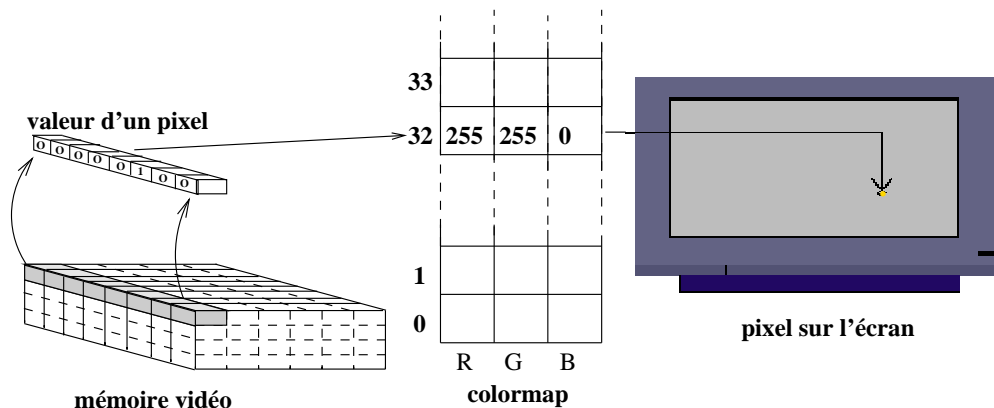 33
valeur d'un pixel
32 255 255 0
0 0 0 0 0 1 0 0
1
0
pixel sur l'écran
R G B
colormap
mémoire vidéo